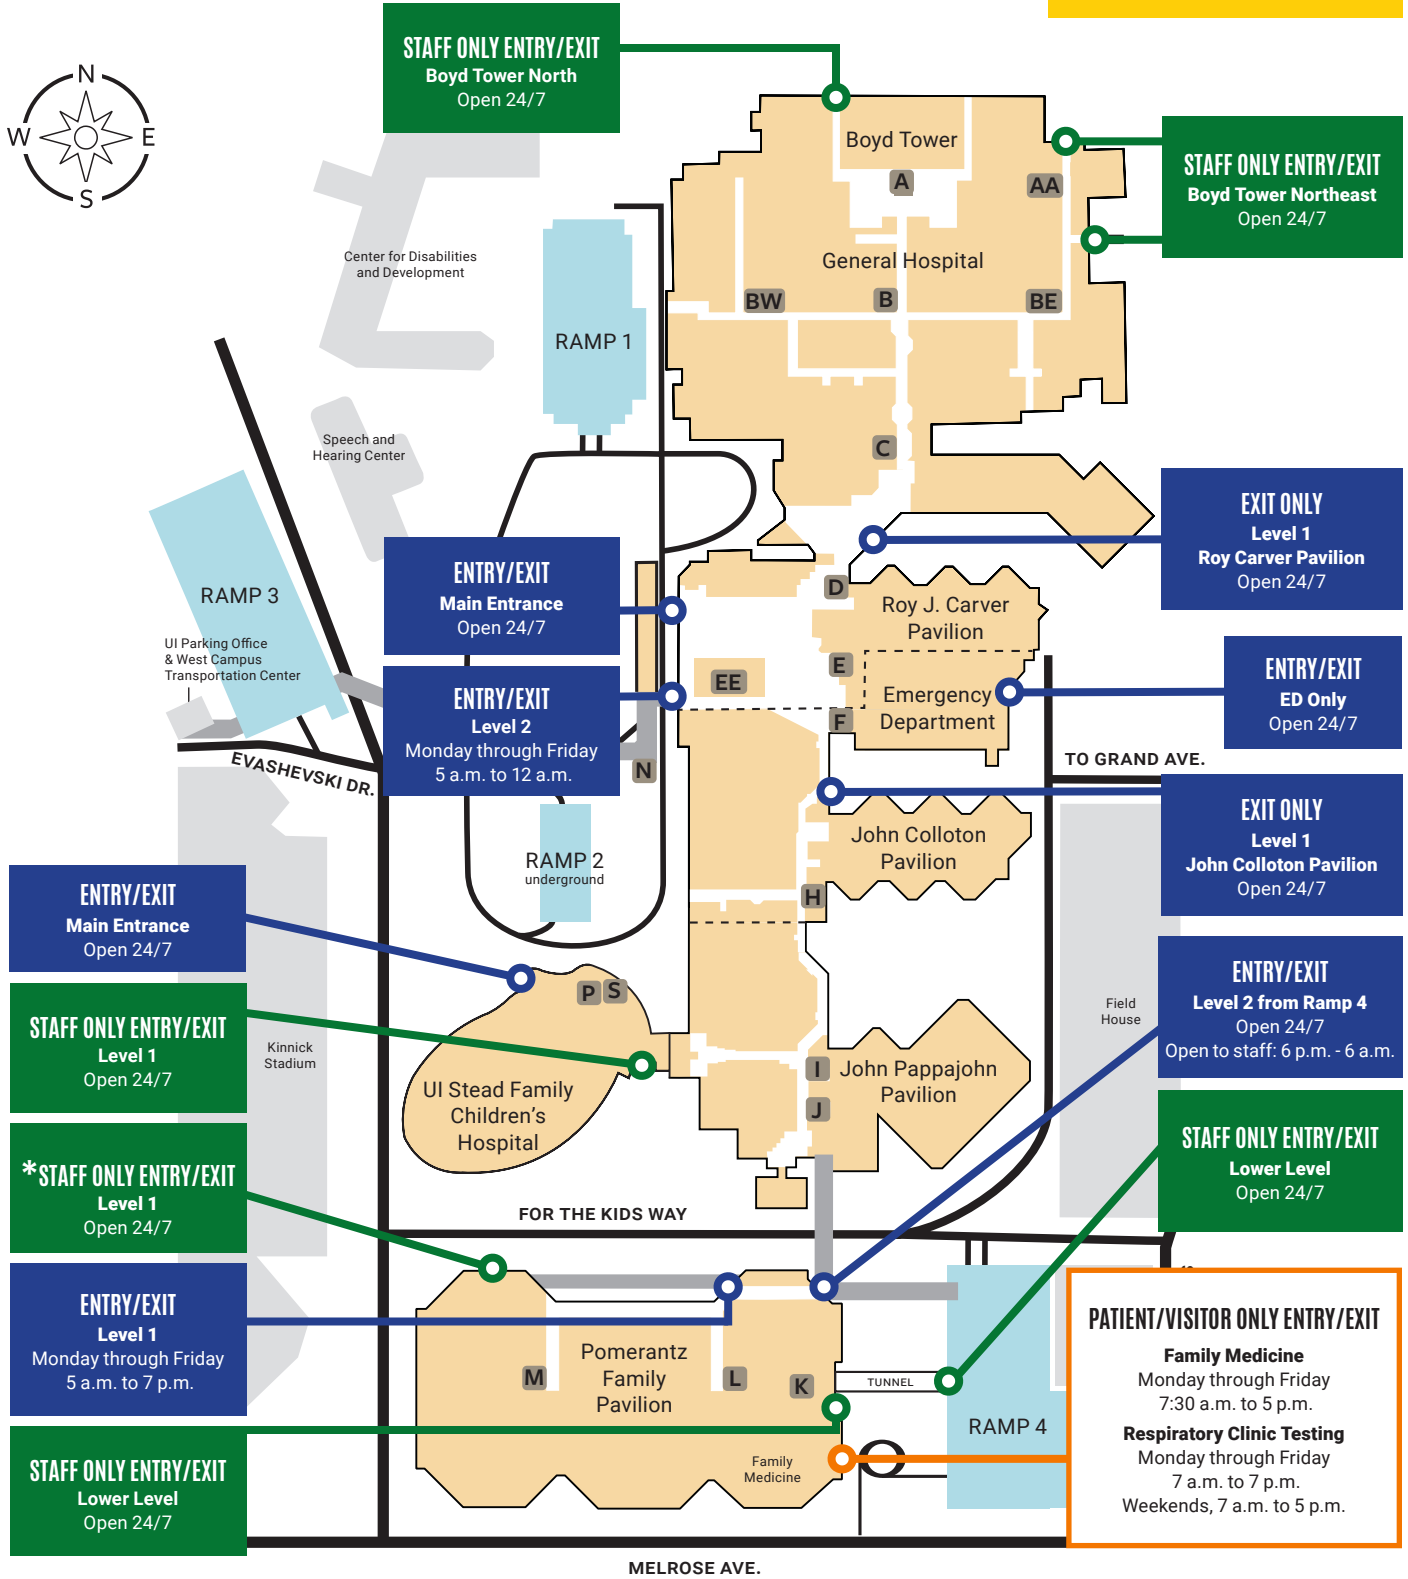 STAFF ONLY ENTRY/EXIT
Boyd Tower North
Open 24/7
N
W
E
S
Boyd Tower
A
AA
STAFF ONLY ENTRY/EXIT
Boyd Tower Northeast
Open 24/7
Center for Disabilities
and Development
General Hospital
BW
B
BE
RAMP 1
Speech and
Hearing Center
C
EXIT ONLY
Level 1
Roy Carver Pavilion
Open 24/7
ENTRY/EXIT
Main Entrance
Open 24/7
D
Roy J. Carver
Pavilion
RAMP 3
UI Parking Office
& West Campus
Transportation Center
E
EE
ENTRY/EXIT
Level 2
Monday through Friday
5 a.m. to 12 a.m.
Emergency
Department
F
ENTRY/EXIT
ED Only
Open 24/7
EVASHEVSKI DR.
N
TO GRAND AVE.
EXIT ONLY
Level 1
John Colloton Pavilion
Open 24/7
John Colloton
Pavilion
RAMP 2
underground
H
ENTRY/EXIT
Main Entrance
Open 24/7
P
S
ENTRY/EXIT
Level 2 from Ramp 4
Open 24/7
Open to staff: 6 p.m. - 6 a.m.
Field
House
STAFF ONLY ENTRY/EXIT
Level 1
Open 24/7
Kinnick
Stadium
UI Stead Family
Children’s
Hospital
I
J
John Pappajohn
Pavilion
*STAFF ONLY ENTRY/EXIT
Level 1
Open 24/7
STAFF ONLY ENTRY/EXIT
Lower Level
Open 24/7
FOR THE KIDS WAY
ENTRY/EXIT
Level 1
Monday through Friday
5 a.m. to 7 p.m.
M
Pomerantz
Family
Pavilion
L
K
TUNNEL
RAMP 4
PATIENT/VISITOR ONLY ENTRY/EXIT
Family Medicine
Monday through Friday
7:30 a.m. to 5 p.m.
Respiratory Clinic Testing
Monday through Friday
7 a.m. to 7 p.m.
Weekends, 7 a.m. to 5 p.m.
Family
Medicine
STAFF ONLY ENTRY/EXIT
Lower Level
Open 24/7
MELROSE AVE.